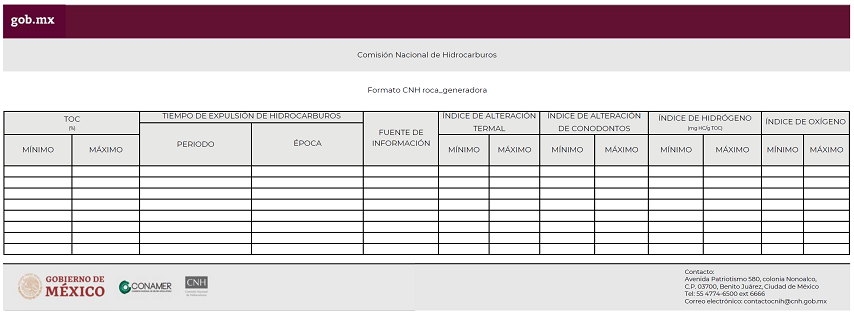 gob.mx
Comisión Nacional de Hidrocarburos
Formato CNH roca_generadora
TOC
(%)
TIEMPO DE EXPULSIÓN DE HIDROCARBUROS
FUENTE DE
INFORMACIÓN
ÍNDICE DE ALTERACIÓN
TERMAL
ÍNDICE DE ALTERACIÓN
DE CONODONTOS
ÍNDICE DE HIDRÓGENO
(mg HC/g TOC)
ÍNDICE DE OXÍGENO
MÍNIMO
MÁXIMO
PERIODO
ÉPOCA
MÍNIMO
MÁXIMO
MÍNIMO
MÁXIMO
MÍNIMO
MÁXIMO
MÍNIMO
MÁXIMO
GOBIERNO DE
MÉXICO
CONAMER
CNH
Contacto:
Avenida Patriotismo 580, colonia Nonoalco,
C.P. 03700, Benito Juárez, Ciudad de México
Tel: 55 4774-6500 ext 6666
Correo electrónico: contactocnih@cnh.gob.mx